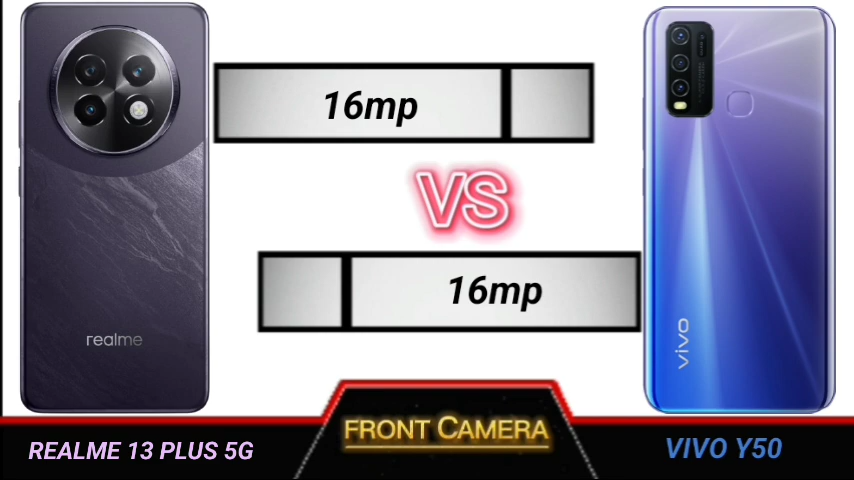 16mp
VS
16mp
realme
vivo
FRONT CAMERA
REALME 13 PLUS 5G
VIVO Y50